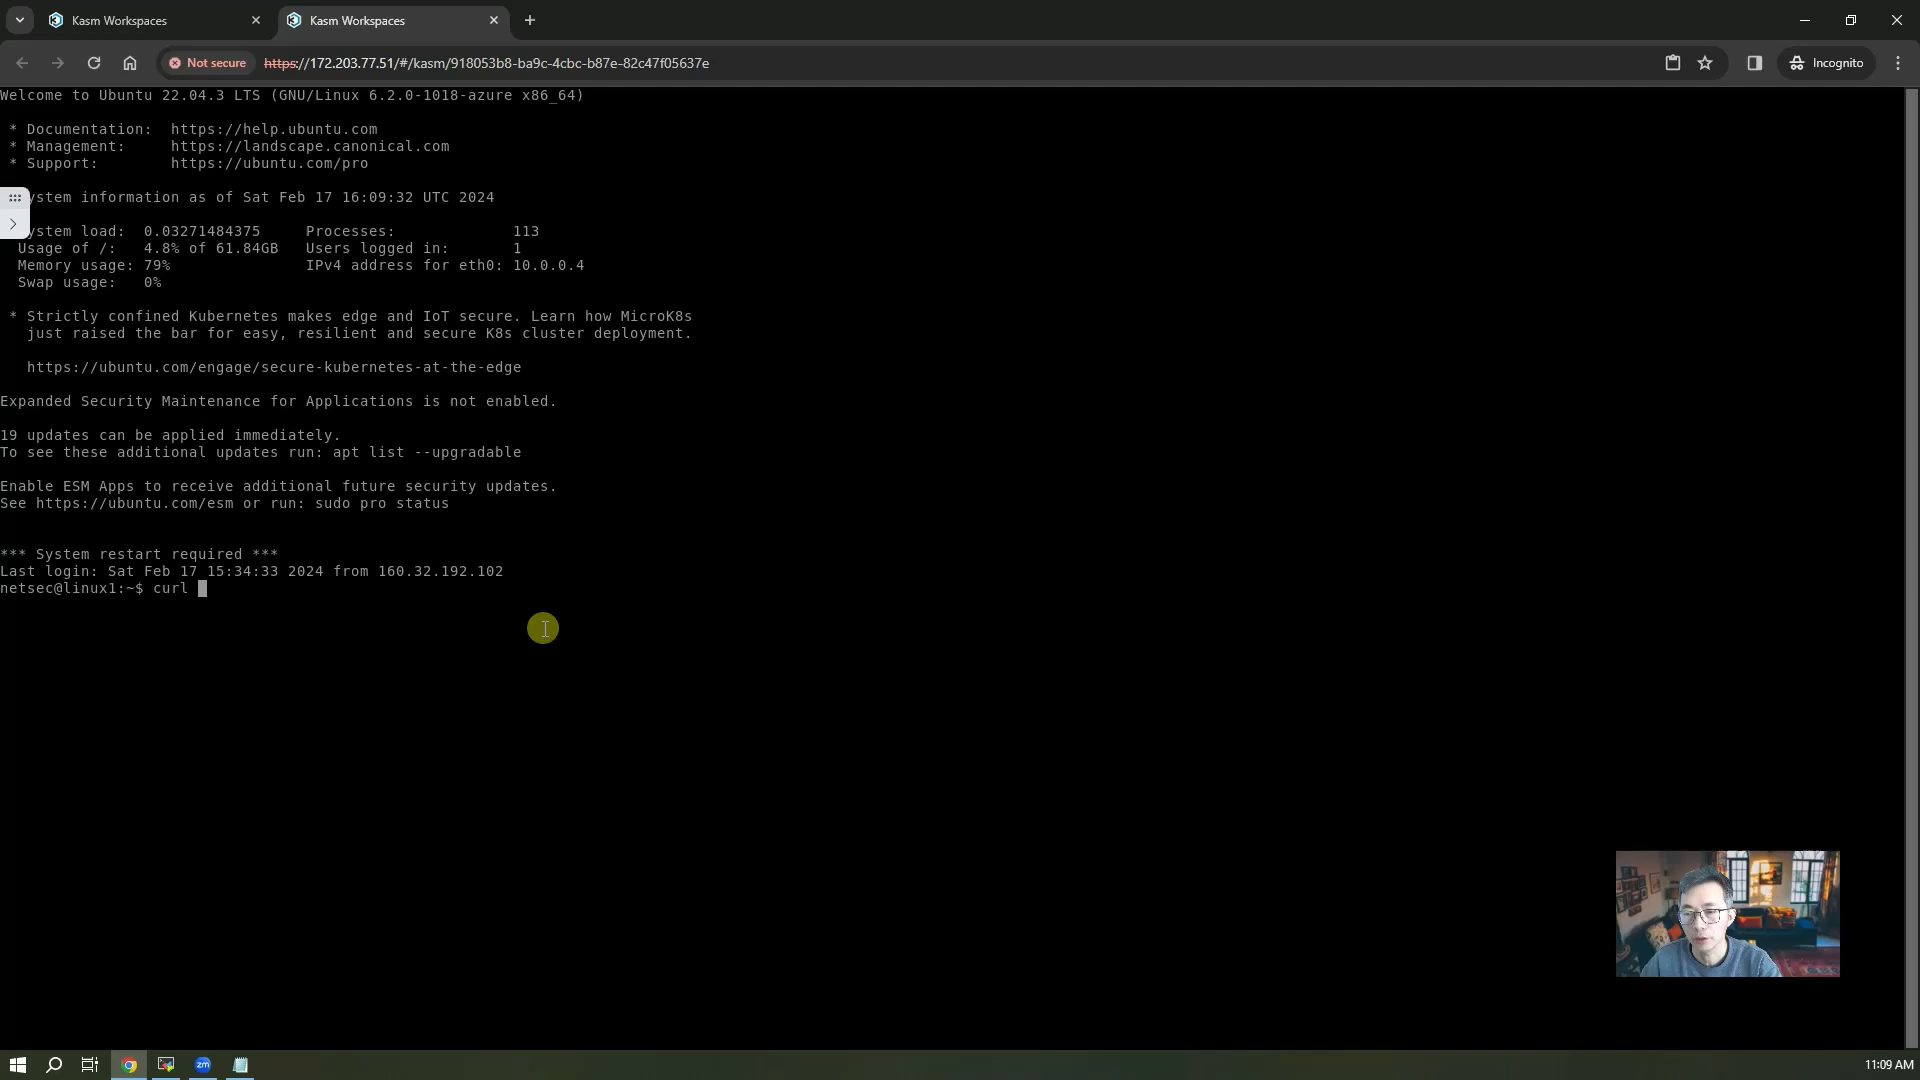 Kasm Workspaces
Kasm Workspaces
Not secure
https://172.203.77.51/#/kasm/918053b8-ba9c-4cbc-b87e-82c47f05637e
Incognito
Welcome to Ubuntu 22.04.3 LTS (GNU/Linux 6.2.0-1018-azure x86_64)
* Documentation: https://help.ubuntu.com
* Management: https://landscape.canonical.com
* Support: https://ubuntu.com/pro
ystem information as of Sat Feb 17 16:09:32 UTC 2024
ystem load: 0.03271484375 Processes: 113
Usage of /: 4.8% of 61.84GB Users logged in: 1
Memory usage: 79% IPv4 address for eth0: 10.0.0.4
Swap usage: 0%
* Strictly confined Kubernetes makes edge and IoT secure. Learn how MicroK8s
just raised the bar for easy, resilient and secure K8s cluster deployment.
https://ubuntu.com/engage/secure-kubernetes-at-the-edge
Expanded Security Maintenance for Applications is not enabled.
19 updates can be applied immediately.
To see these additional updates run: apt list --upgradable
Enable ESM Apps to receive additional future security updates.
See https://ubuntu.com/esm or run: sudo pro status
*** System restart required ***
Last login: Sat Feb 17 15:34:33 2024 from 160.32.192.102
netsec@linux1:~$ curl
zm
11:09 AM